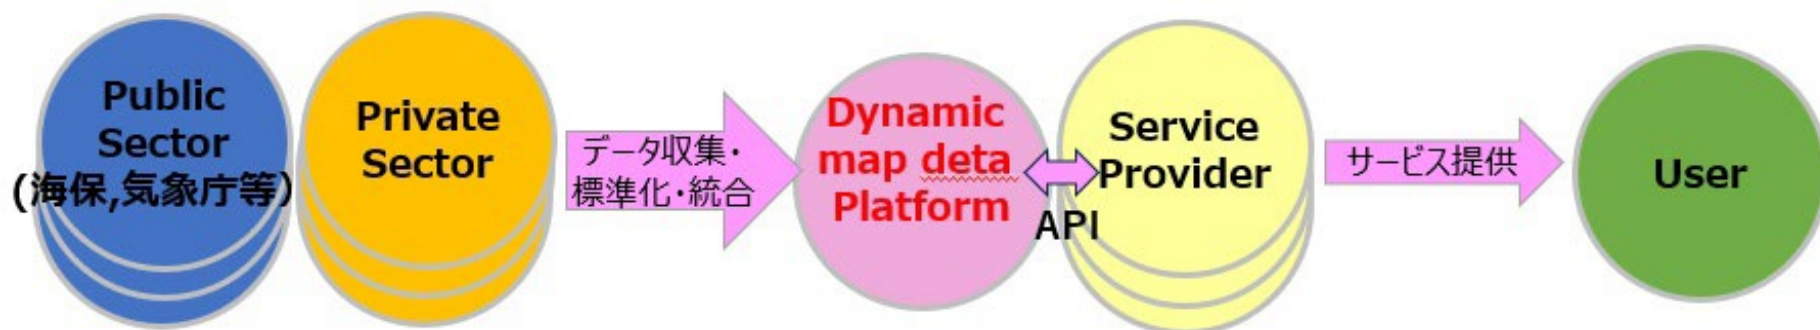 Public
Sector
(海保,気象庁等)
Private
Sector
データ収集・
標準化・統合
Dynamic
map deta
Platform
API
Service
Provider
サービス提供
User